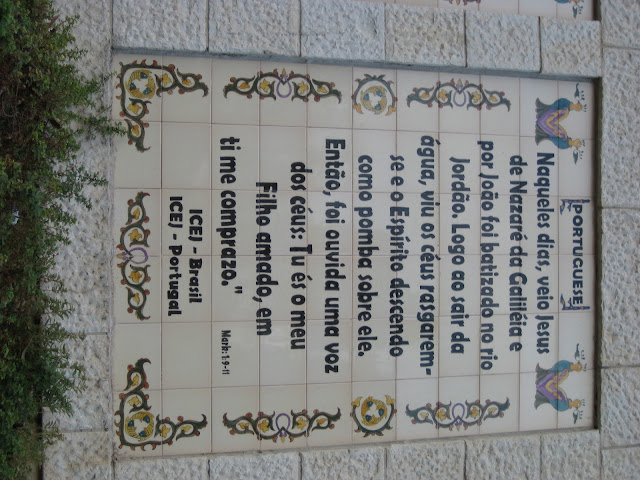 PORTUGUESE
Naqueles dias, veio Jesus
de Nazaré da Galiléia e
por João foi batizado no rio
Jordão. Logo ao sair da
água, viu os céus rasgarem-
se e o Espírito descendo
como pomba sobre ele.
Então, foi ouvida uma voz
dos céus: Tu és o meu
Filho amado, em
ti me comprazo."
Mark: 1:9-11
ICEJ - Brasil
ICEJ - Portugal